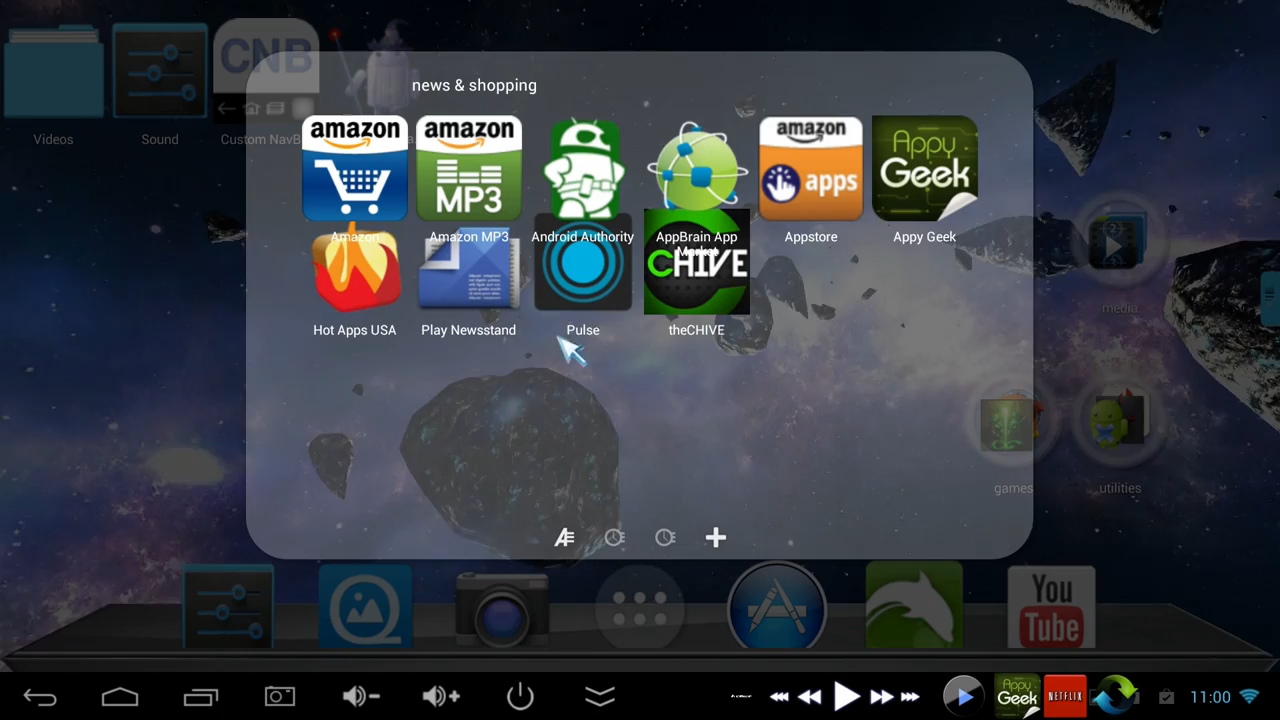 CNB
Videos
Sound
Custom NavB
news & shopping
amazon
amazon
MP3
amazon
apps
Appy
Geek
Amazon
Amazon MP3
Android Authority
AppBrain App
Market
Appstore
Appy Geek
CHIVE
Hot Apps USA
Play Newsstand
Pulse
theCHIVE
2
media
games
utilities
You
Tube
Appy
Geek
NETFLIX
11:00